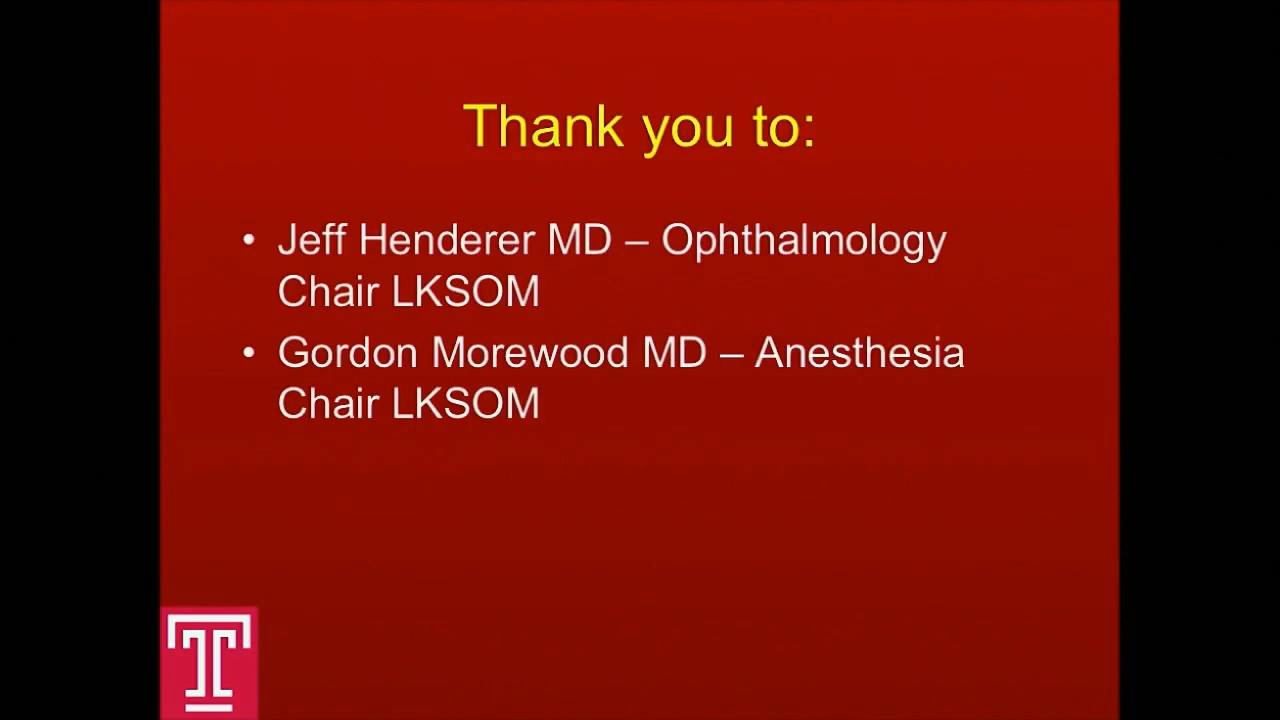 Thank you to:
• Jeff Henderer MD – Ophthalmology
Chair LKSOM
• Gordon Morewood MD – Anesthesia
Chair LKSOM
T